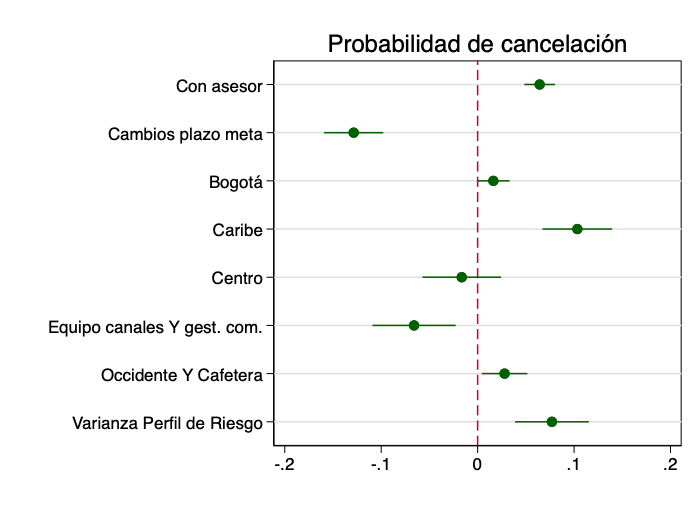 Probabilidad de cancelación
Con asesor
Cambios plazo meta
Bogotá
Caribe
Centro
Equipo canales Y gest. com.
Occidente Y Cafetera
Varianza Perfil de Riesgo
-.2 -.1 0 .1 .2